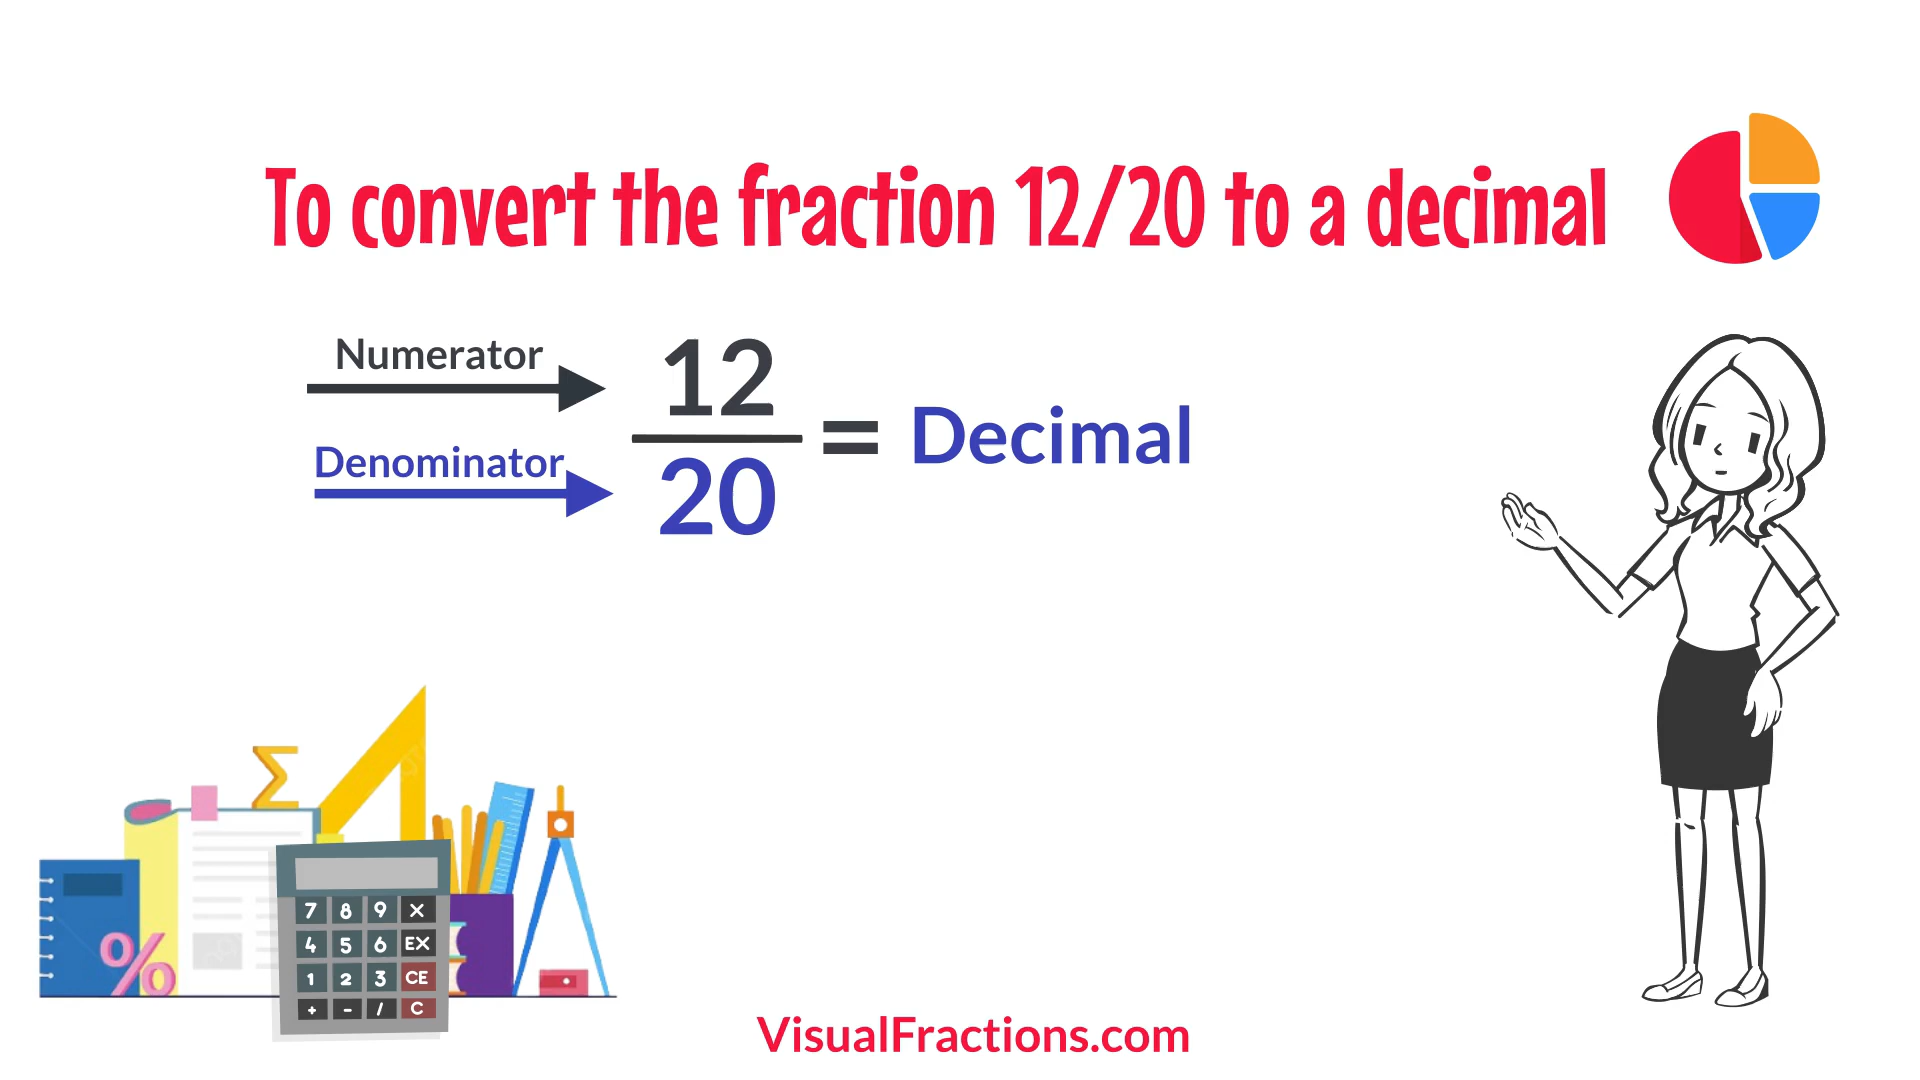 To convert the fraction 12/20 to a decimal
Numerator
Denominator
12
20
= Decimal
Σ
%
7 8 9 X
4 5 6 EX
1 2 3 CE
+ - / C
VisualFractions.com